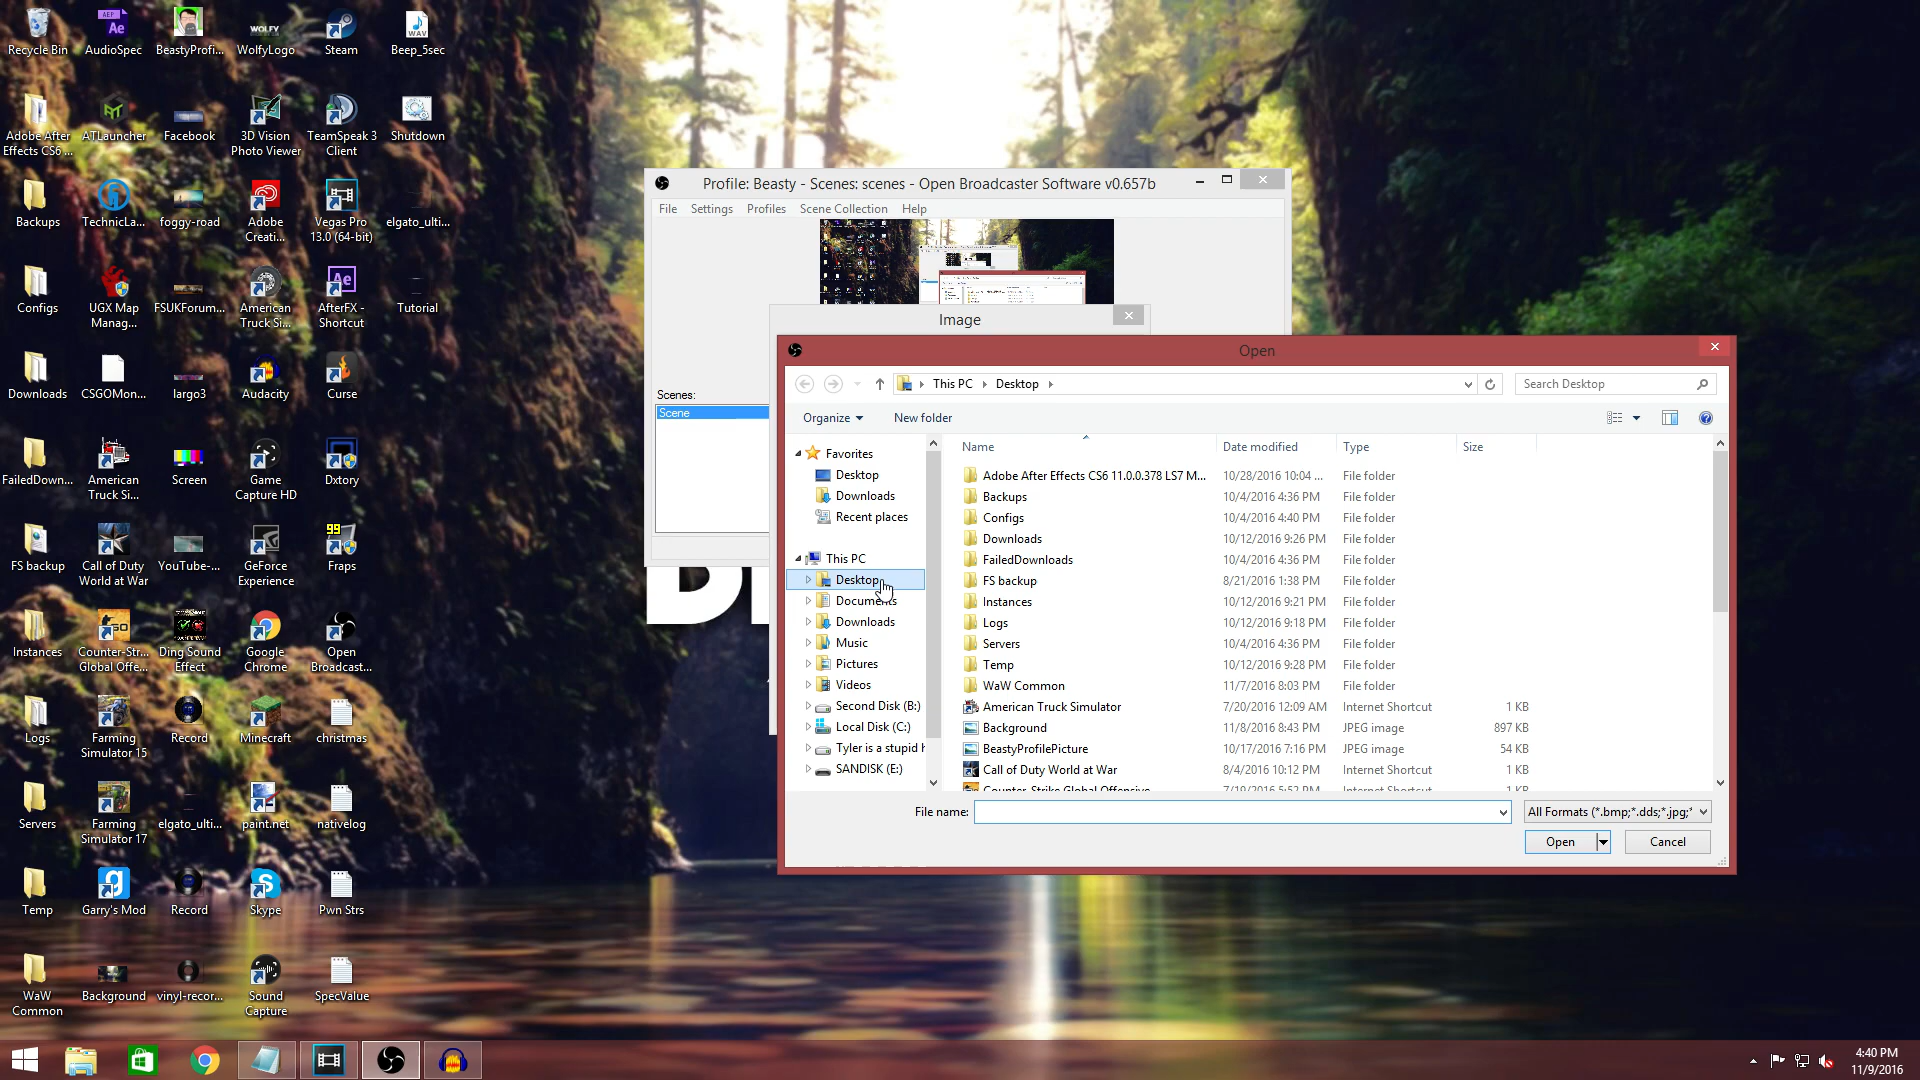 Recycle Bin
AudioSpec
BeastyProfi...
WolfyLogo
Steam
Beep_5sec
Adobe After
Effects CS6 ...
ATLauncher
Facebook
3D Vision
Photo Viewer
TeamSpeak 3
Client
Shutdown
Backups
TechnicLa...
foggy-road
Adobe
Creati...
Vegas Pro
13.0 (64-bit)
elgato_ulti...
Configs
UGX Map
Manag...
FSUKForum...
American
Truck Si...
AfterFX -
Shortcut
Tutorial
Downloads
CSGOMon...
largo3
Audacity
Curse
FailedDown...
American
Truck Si...
Screen
Game
Capture HD
Dxtory
FS backup
Call of Duty
World at War
YouTube-...
GeForce
Experience
Fraps
Instances
Counter-Str...
Global Offe...
Ding Sound
Effect
Google
Chrome
Open
Broadcast...
Logs
Farming
Simulator 15
Record
Minecraft
christmas
Servers
Farming
Simulator 17
elgato_ulti...
paint.net
nativelog
Temp
Garry's Mod
Record
Skype
Pwn Strs
WaW
Common
Background
vinyl-recor...
Sound
Capture
SpecValue
Profile: Beasty - Scenes: scenes - Open Broadcaster Software v0.657b
File Settings Profiles Scene Collection Help
Scenes:
Scene
Image
Open
This PC Desktop
Search Desktop
Organize New folder
Favorites
Desktop
Downloads
Recent places
This PC
Desktop
Documents
Downloads
Music
Pictures
Videos
Second Disk (B:)
Local Disk (C:)
Tyler is a stupid
SANDISK (E:)
Name Date modified Type Size
Adobe After Effects CS6 11.0.0.378 LS7 M... 10/28/2016 10:04 ... File folder
Backups 10/4/2016 4:36 PM File folder
Configs 10/4/2016 4:40 PM File folder
Downloads 10/12/2016 9:26 PM File folder
FailedDownloads 10/4/2016 4:36 PM File folder
FS backup 8/21/2016 1:38 PM File folder
Instances 10/12/2016 9:21 PM File folder
Logs 10/12/2016 9:18 PM File folder
Servers 10/4/2016 4:36 PM File folder
Temp 10/12/2016 9:28 PM File folder
WaW Common 11/7/2016 8:03 PM File folder
American Truck Simulator 7/20/2016 12:09 AM Internet Shortcut 1 KB
Background 11/8/2016 8:43 PM JPEG image 897 KB
BeastyProfilePicture 10/17/2016 7:16 PM JPEG image 54 KB
Call of Duty World at War 8/4/2016 10:12 PM Internet Shortcut 1 KB
Counter-Strike Global Offensive 7/19/2016 5:52 PM Internet Shortcut 1 KB
File name:
All Formats (*.bmp;*.dds;*.jpg;*
Open Cancel
4:40 PM
11/9/2016